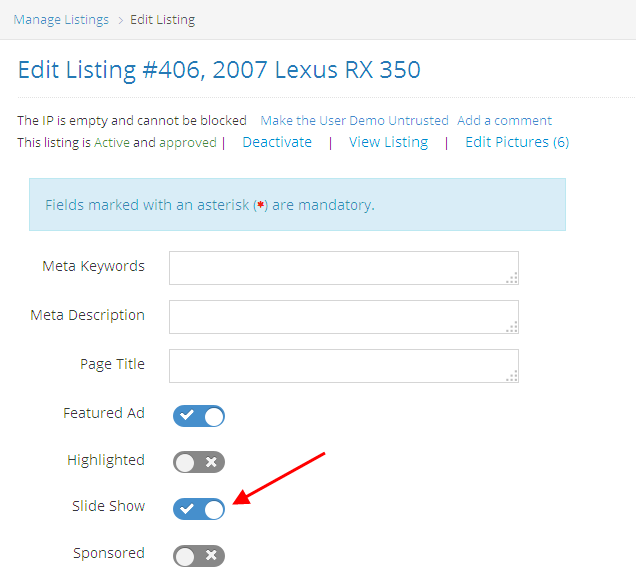 Manage Listings > Edit Listing
Edit Listing #406, 2007 Lexus RX 350
The IP is empty and cannot be blocked Make the User Demo Untrusted Add a comment
This listing is Active and approved | Deactivate | View Listing | Edit Pictures (6)
Fields marked with an asterisk (*) are mandatory.
Meta Keywords
Meta Description
Page Title
Featured Ad
Highlighted
Slide Show
Sponsored